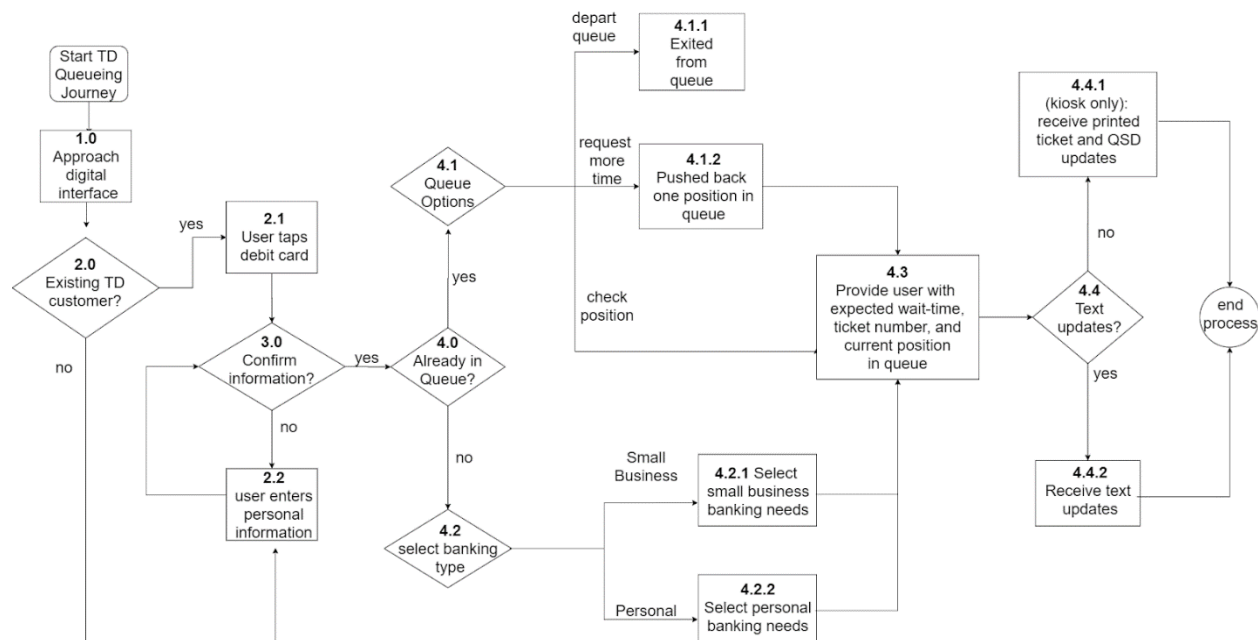 Start TD
Queueing
Journey
1.0
Approach
digital
interface
2.0
Existing TD
customer?
yes
no
2.1
User taps
debit card
3.0
Confirm
information?
yes
no
2.2
user enters
personal
information
4.0
Already in
Queue?
yes
no
4.1
Queue
Options
depart
queue
4.1.1
Exited
from
queue
request
more
time
4.1.2
Pushed back
one position in
queue
check
position
4.2
select banking
type
Small
Business
4.2.1 Select
small business
banking needs
Personal
4.2.2
Select personal
banking needs
4.3
Provide user with
expected wait-time,
ticket number, and
current position
in queue
4.4
Text
updates?
no
yes
4.4.1
(kiosk only):
receive printed
ticket and QSD
updates
4.4.2
Receive text
updates
end
process